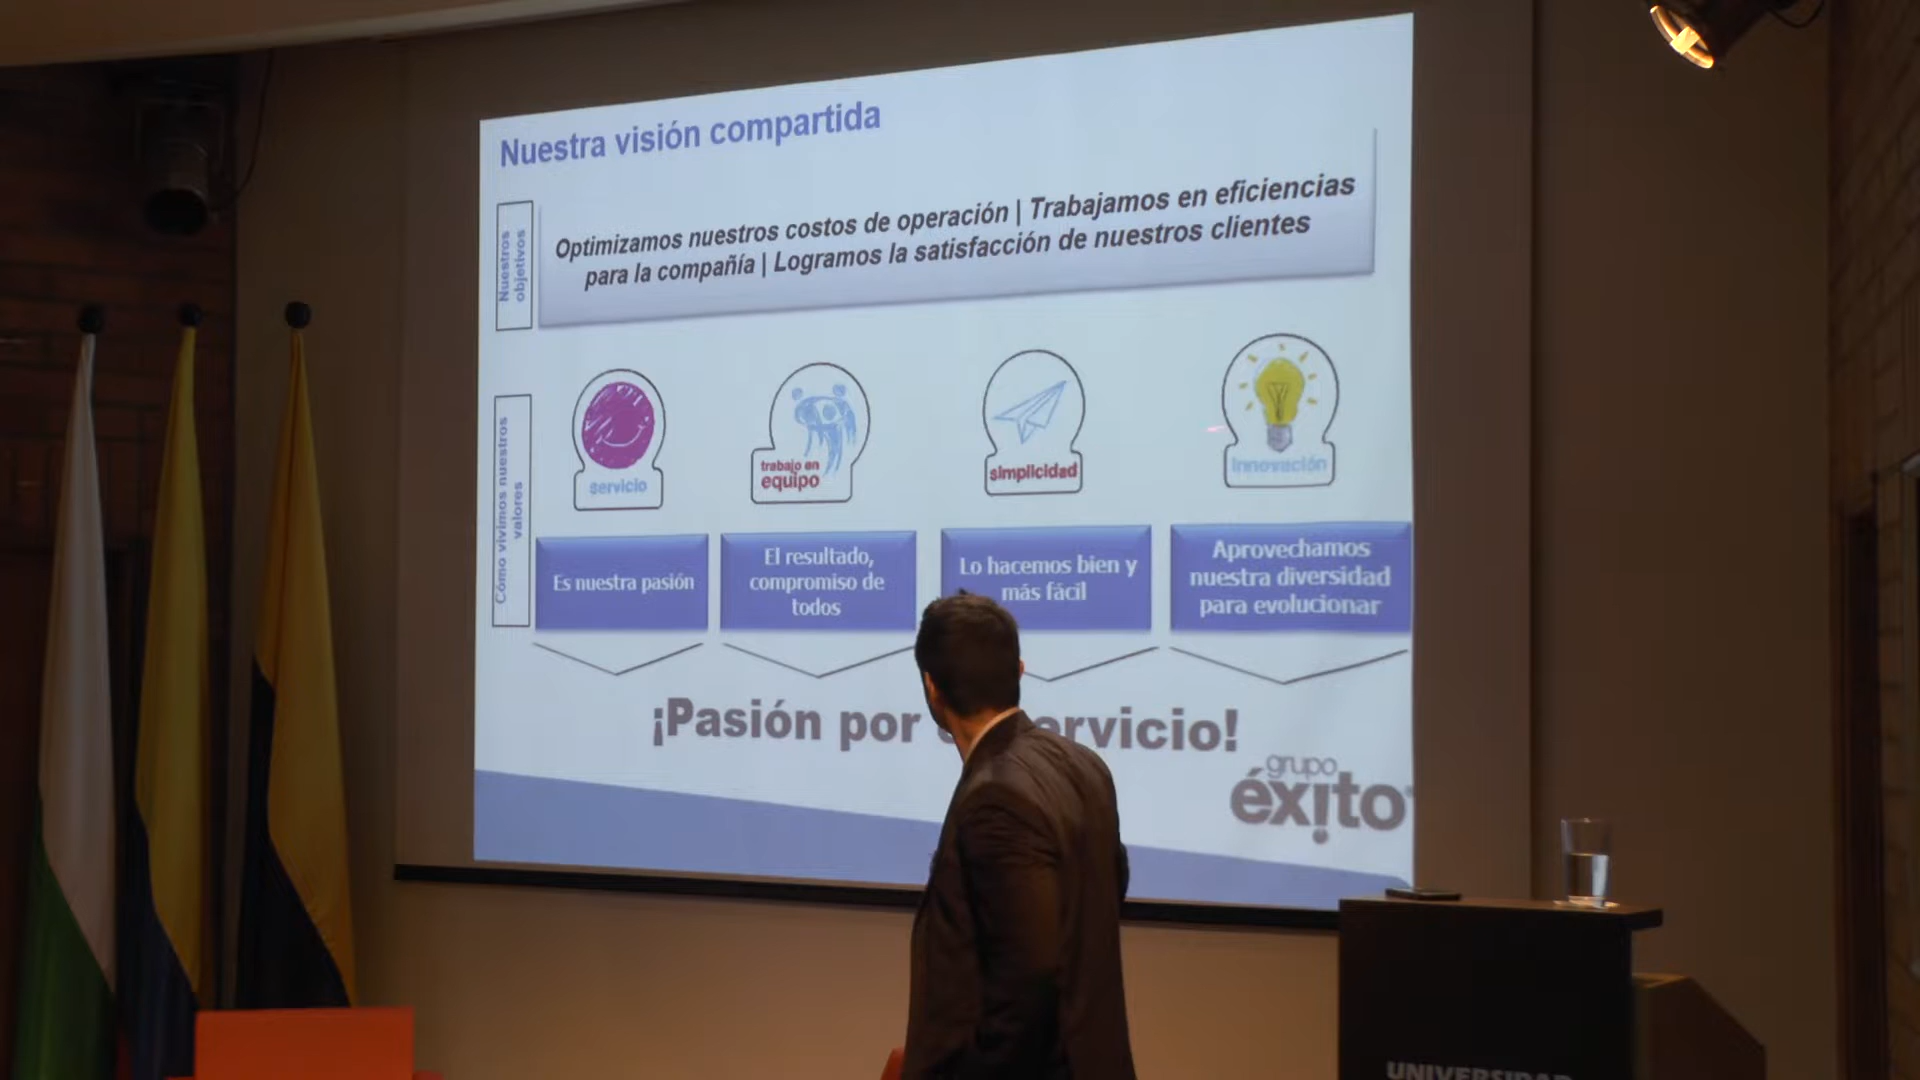 Nuestra visión compartida
Nuestros
objetivos
Optimizamos nuestros costos de operación | Trabajamos en eficiencias
para la compañía | Logramos la satisfacción de nuestros clientes
Cómo vivimos nuestros
valores
servicio
trabajo en
equipo
simplicidad
innovación
Es nuestra pasión
El resultado,
compromiso de
todos
Lo hacemos bien y
más fácil
Aprovechamos
nuestra diversidad
para evolucionar
¡Pasión por ervicio!
grupo
éxito
UNIVERSIDAD